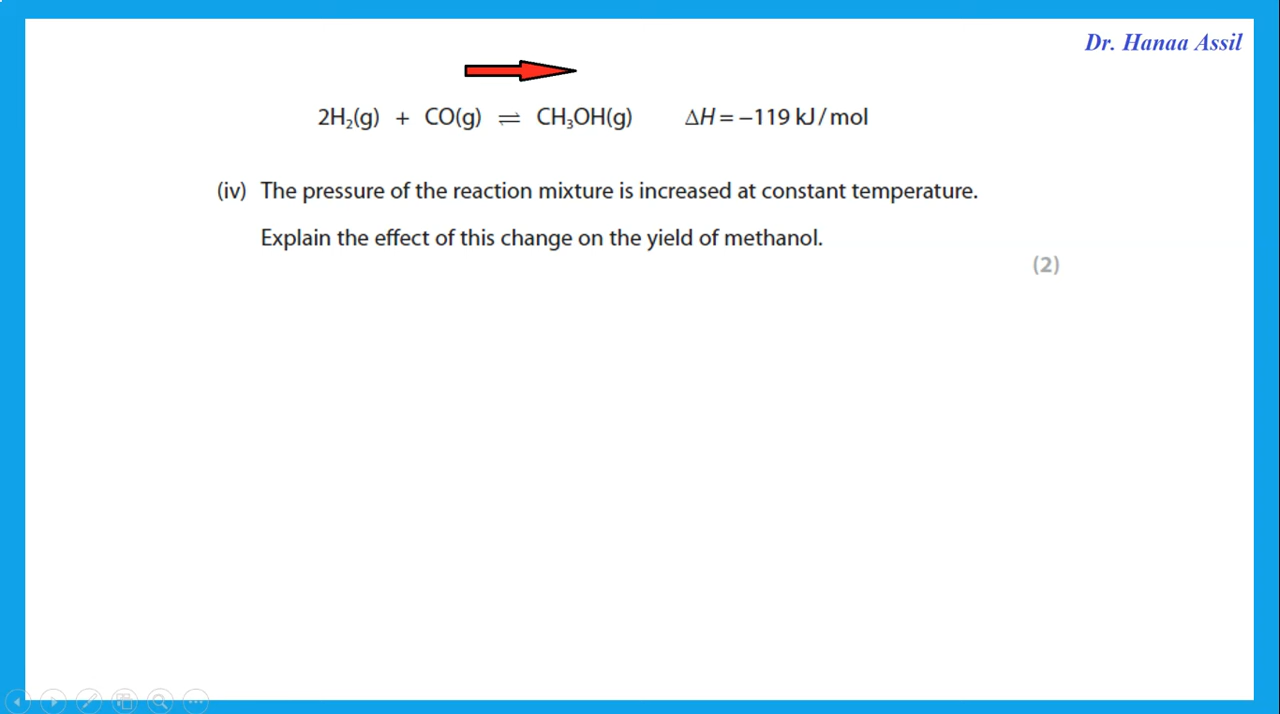 Dr. Hanaa Assil
2H₂(g) + CO(g) ⇌ CH₃OH(g) ΔH = −119 kJ/mol
(iv) The pressure of the reaction mixture is increased at constant temperature.
Explain the effect of this change on the yield of methanol.
(2)